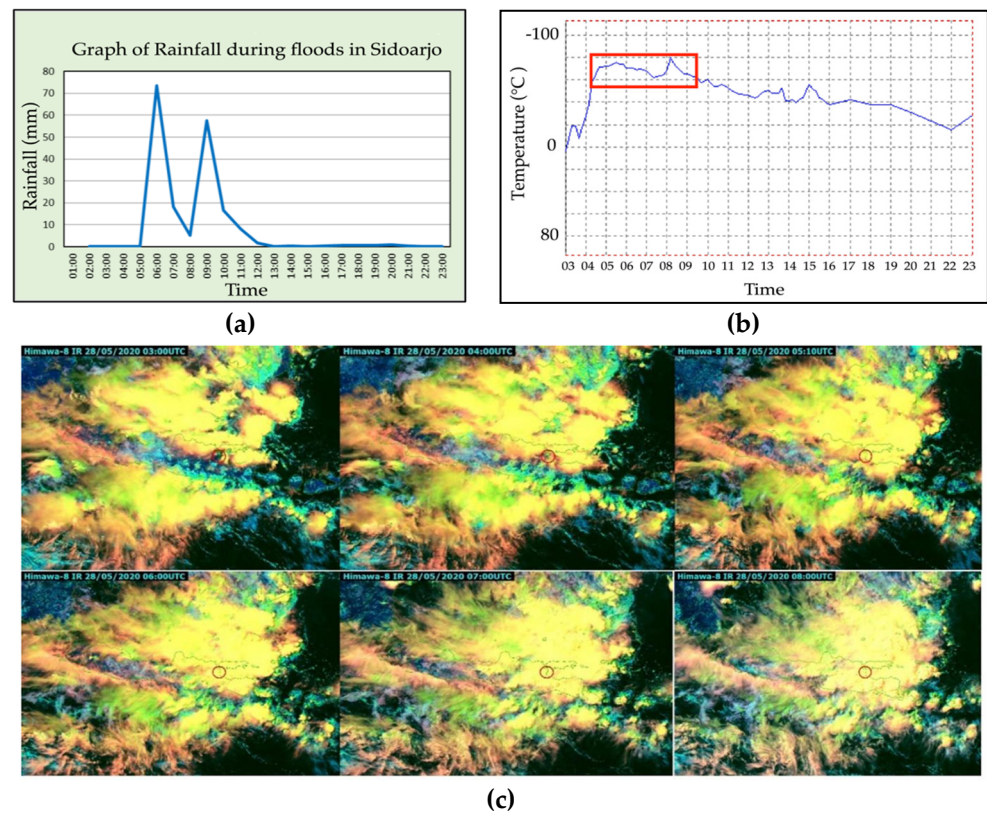 Graph of Rainfall during floods in Sidoarjo
Rainfall (mm)
80
70
60
50
40
30
20
10
0
01:00 02:00 03:00 04:00 05:00 06:00 07:00 08:00 09:00 10:00 11:00 12:00 13:00 14:00 15:00 16:00 17:00 18:00 19:00 20:00 21:00 22:00 23:00
Time
(a)
Temperature (°C)
-100
0
80
03 04 05 06 07 08 09 10 11 12 13 14 15 16 17 18 19 20 21 22 23
Time
(b)
Himawa-8 IR 28/05/2020 03:00UTC
Himawa-8 IR 28/05/2020 04:00UTC
Himawa-8 IR 28/05/2020 05:10UTC
Himawa-8 IR 28/05/2020 06:00UTC
Himawa-8 IR 28/05/2020 07:00UTC
Himawa-8 IR 28/05/2020 08:00UTC
(c)